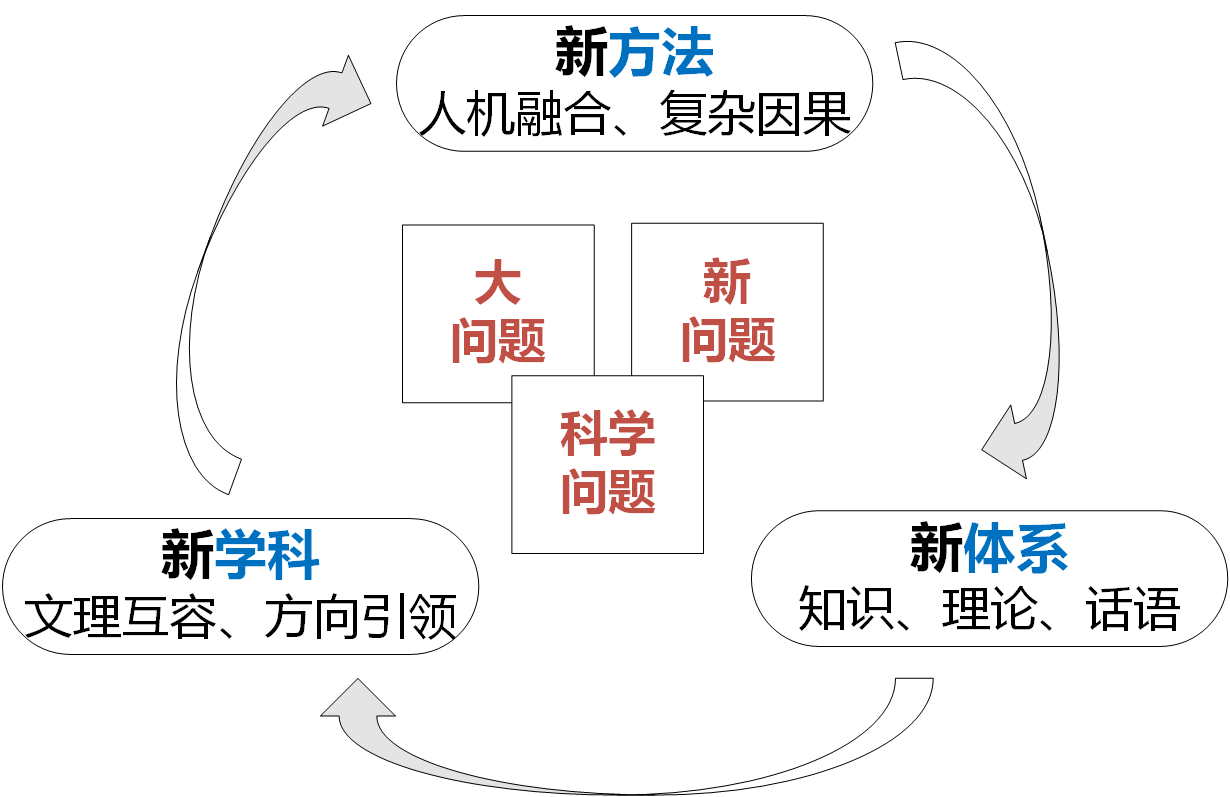 新方法
人机融合、复杂因果
大
问题
新
问题
科学
问题
新学科
文理互容、方向引领
新体系
知识、理论、话语